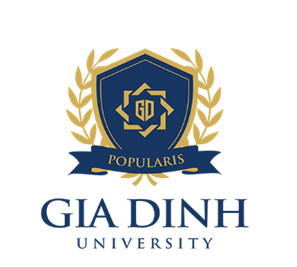 GD
POPULARIS
GIA DINH
UNIVERSITY